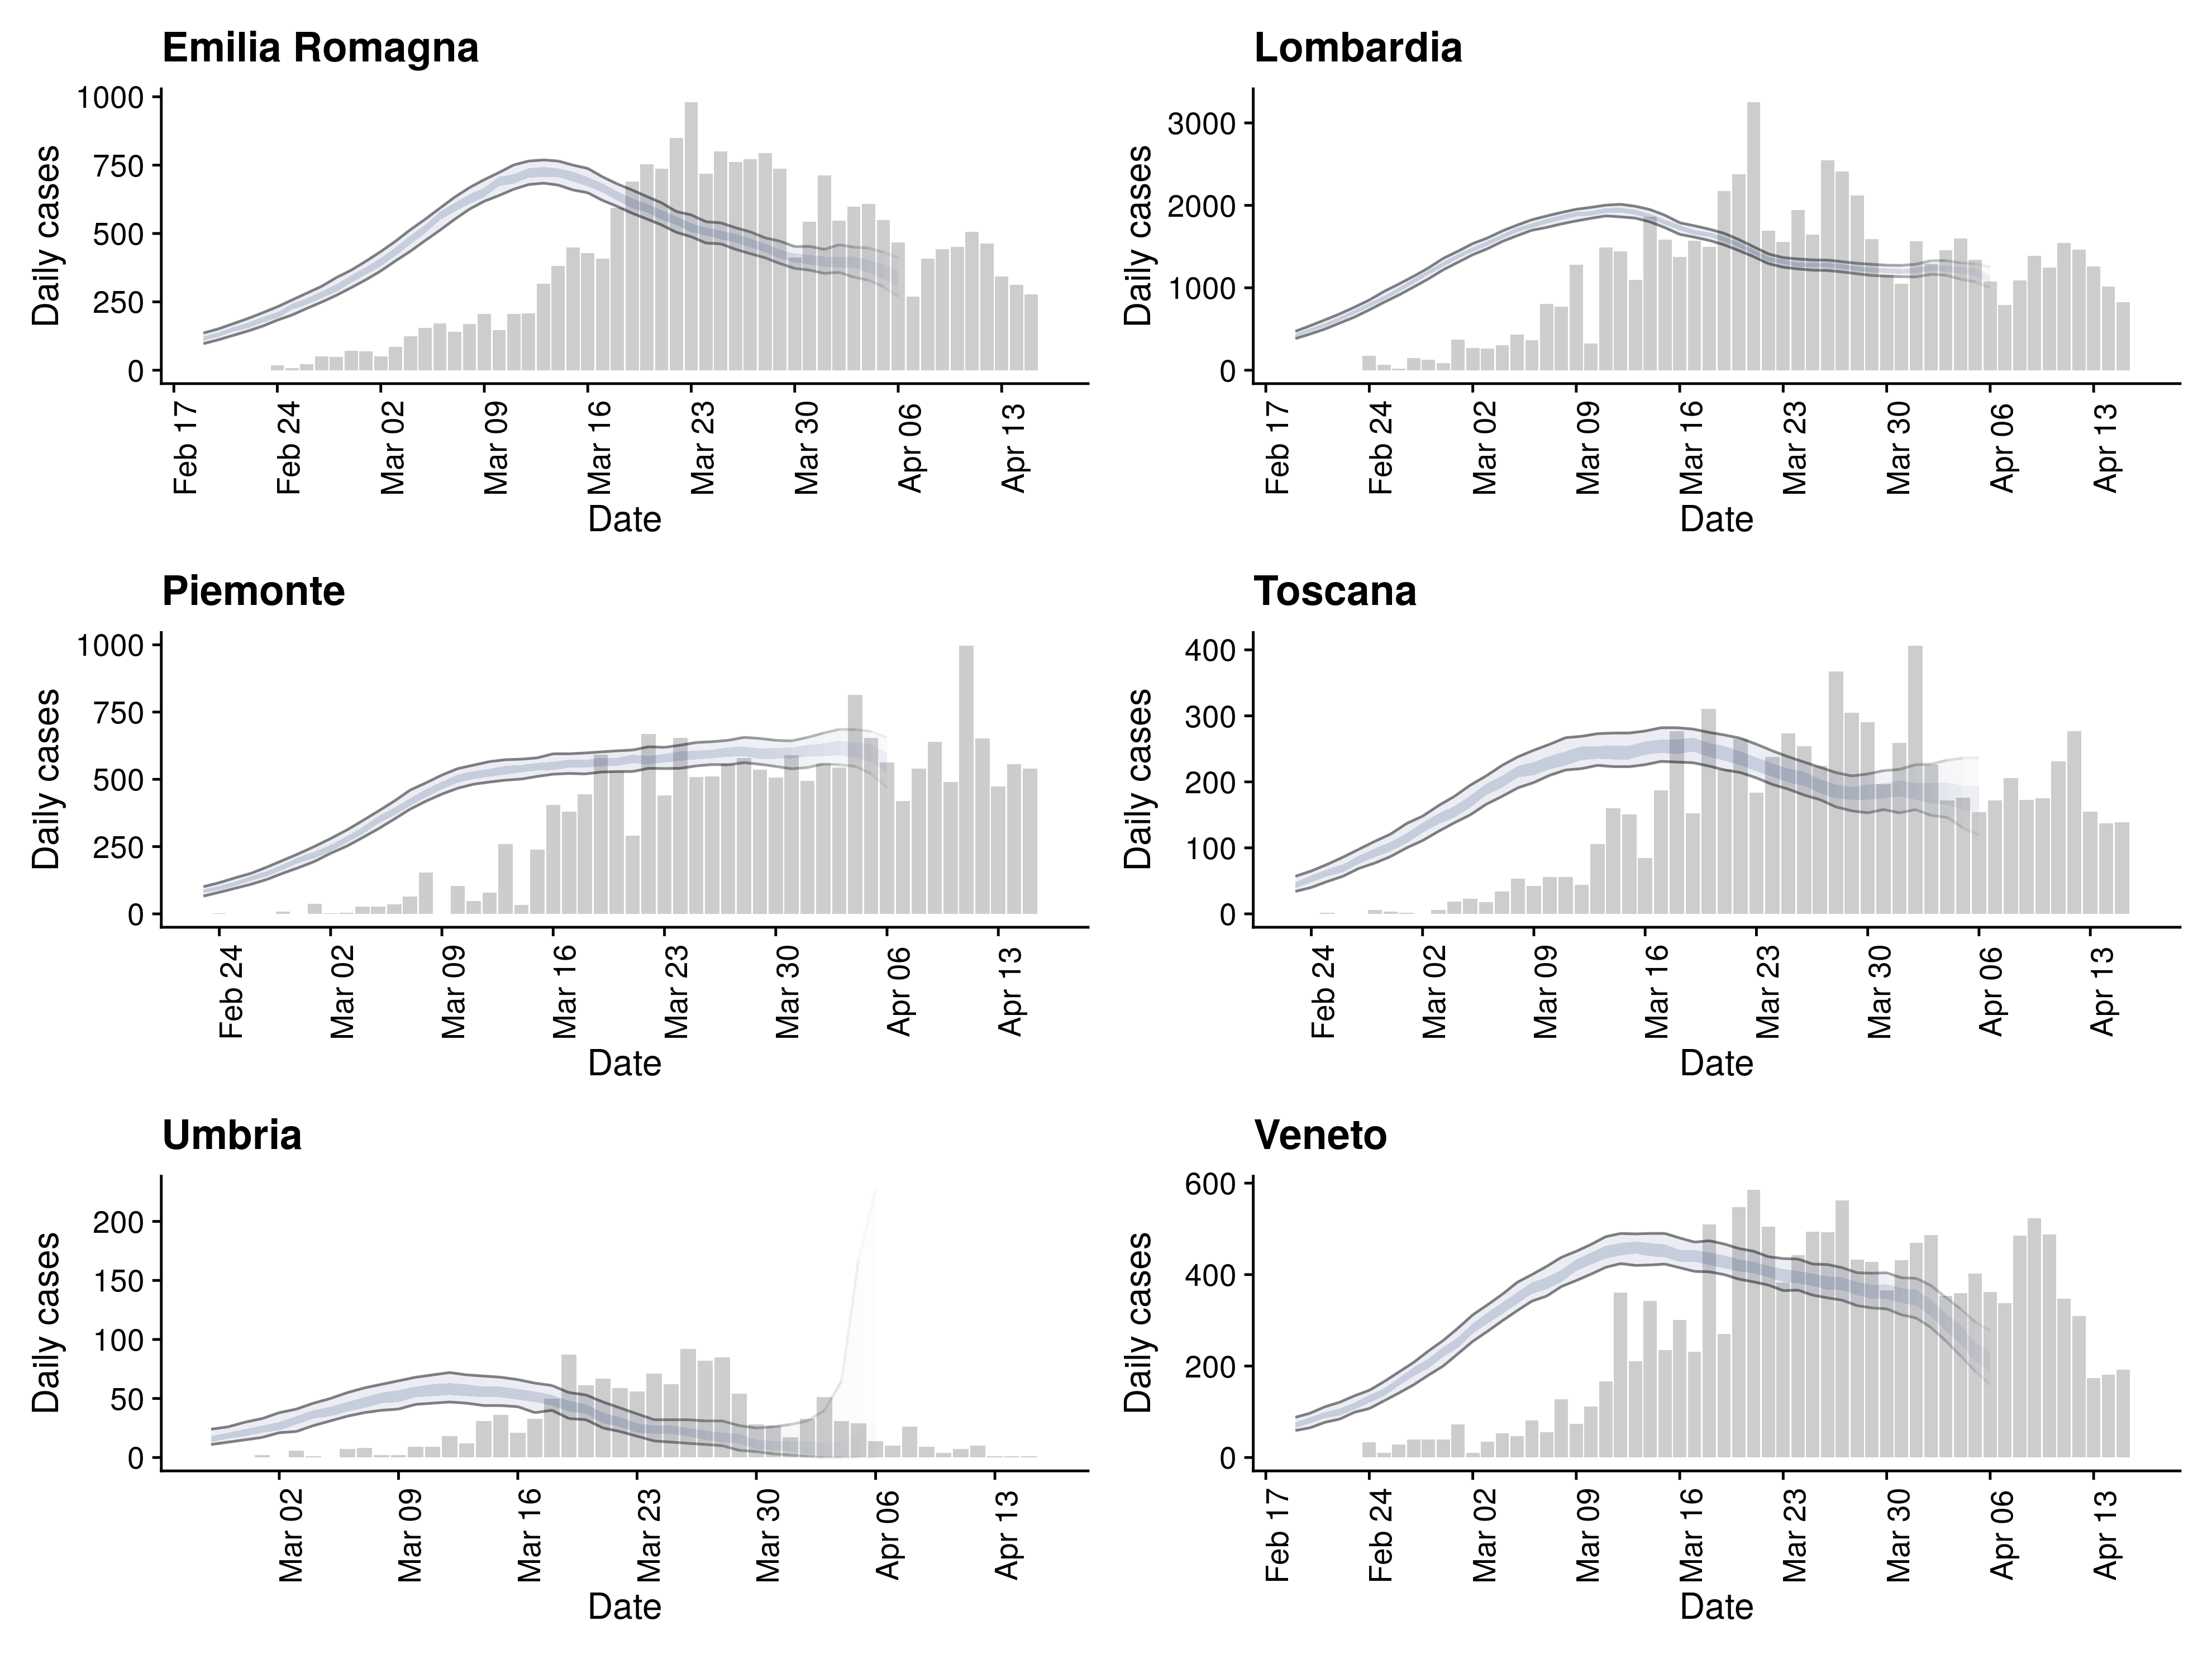 Emilia Romagna
Daily cases
1000
750
500
250
0
Feb 17
Feb 24
Mar 02
Mar 09
Mar 16
Mar 23
Mar 30
Apr 06
Apr 13
Date
Lombardia
Daily cases
3000
2000
1000
0
Feb 17
Feb 24
Mar 02
Mar 09
Mar 16
Mar 23
Mar 30
Apr 06
Apr 13
Date
Piemonte
Daily cases
1000
750
500
250
0
Feb 24
Mar 02
Mar 09
Mar 16
Mar 23
Mar 30
Apr 06
Apr 13
Date
Toscana
Daily cases
400
300
200
100
0
Feb 24
Mar 02
Mar 09
Mar 16
Mar 23
Mar 30
Apr 06
Apr 13
Date
Umbria
Daily cases
200
150
100
50
0
Mar 02
Mar 09
Mar 16
Mar 23
Mar 30
Apr 06
Apr 13
Date
Veneto
Daily cases
600
400
200
0
Feb 17
Feb 24
Mar 02
Mar 09
Mar 16
Mar 23
Mar 30
Apr 06
Apr 13
Date